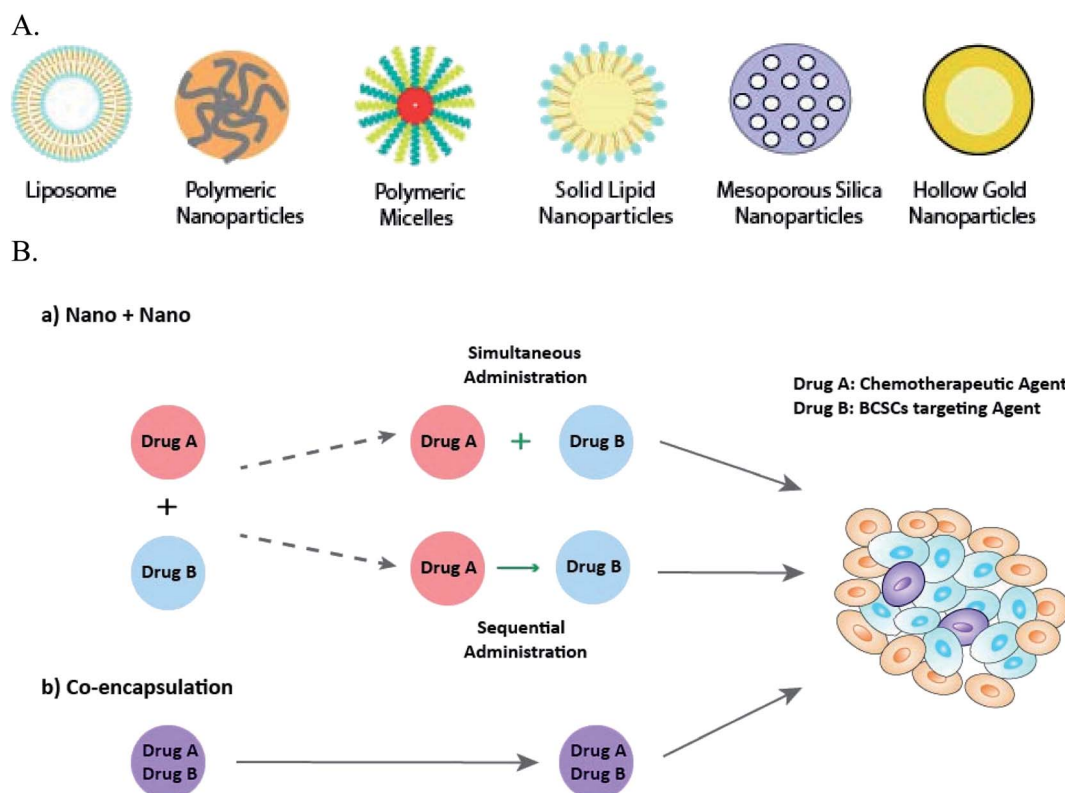 A.
Liposome
Polymeric
Nanoparticles
Polymeric
Micelles
Solid Lipid
Nanoparticles
Mesoporous Silica
Nanoparticles
Hollow Gold
Nanoparticles
B.
a) Nano + Nano
Simultaneous
Administration
Drug A: Chemotherapeutic Agent
Drug B: BCSCs targeting Agent
Drug A
Drug A
+
Drug B
+
Drug B
Drug A
Drug B
Sequential
Administration
b) Co-encapsulation
Drug A
Drug B
Drug A
Drug B